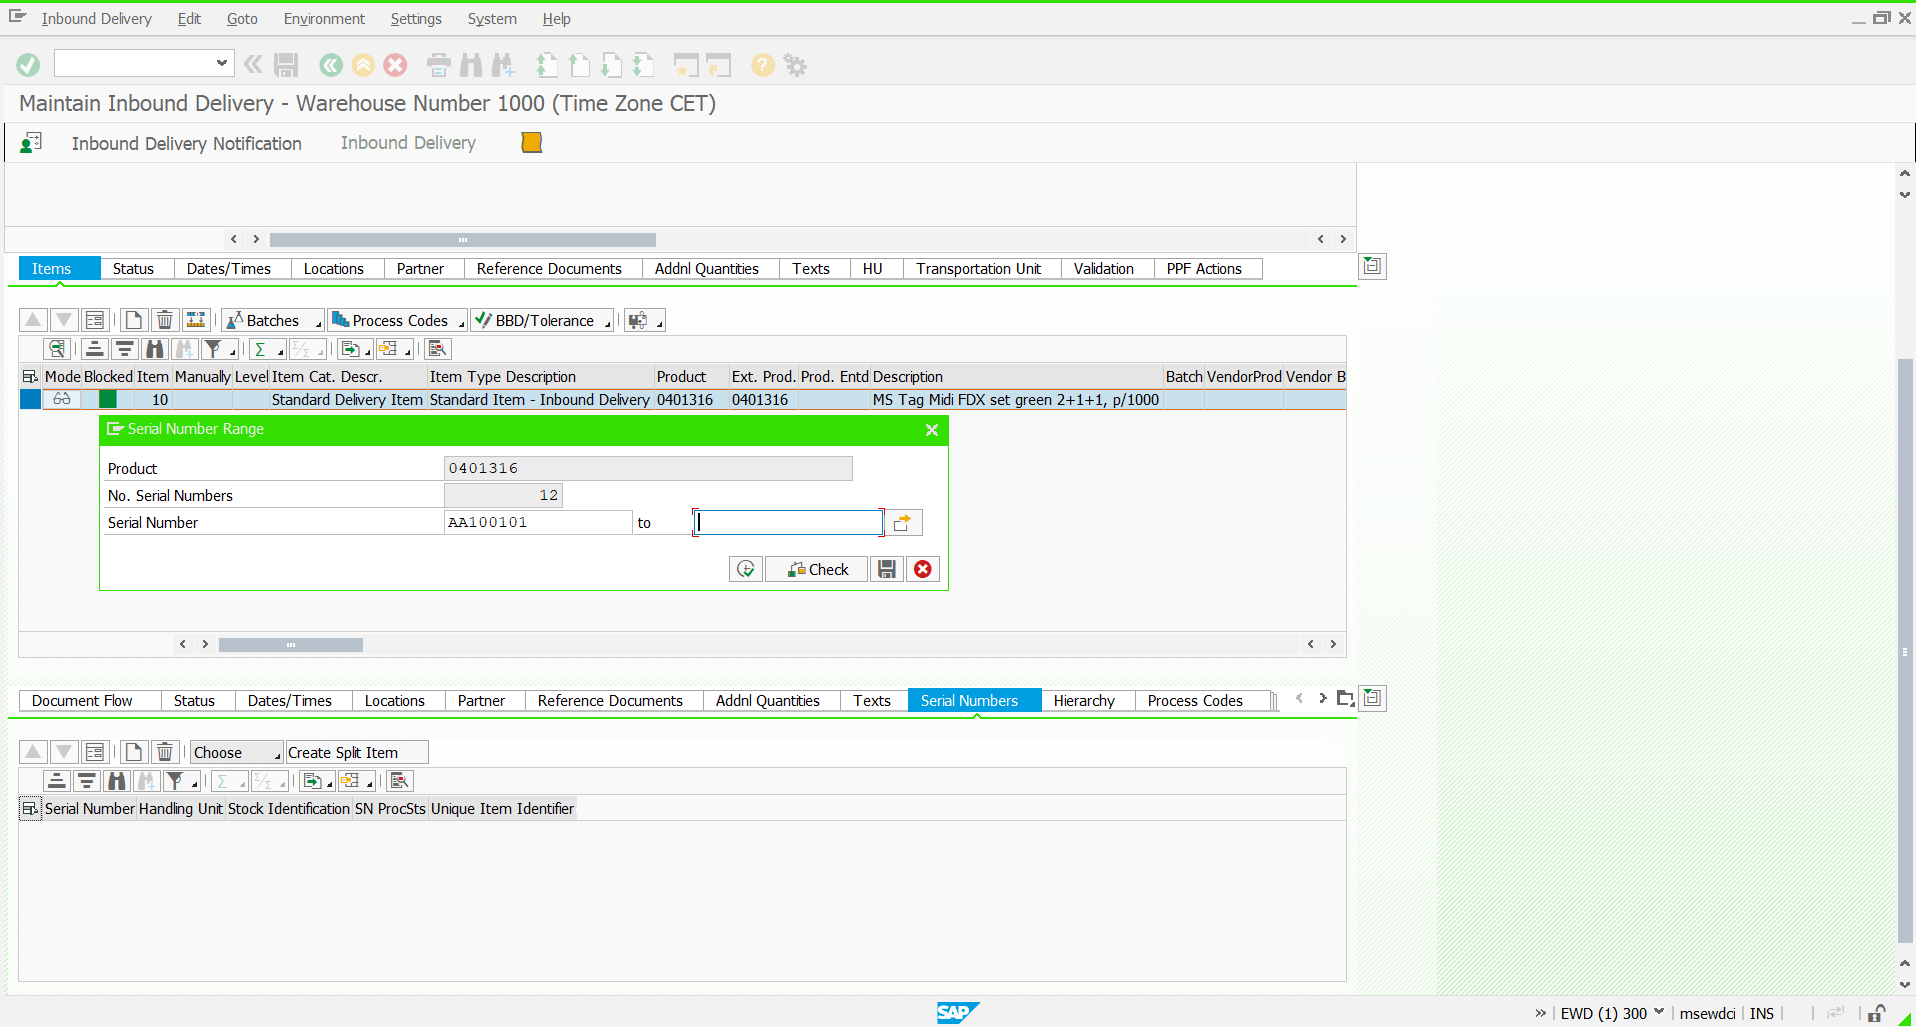 Inbound Delivery Edit Goto Environment Settings System Help
Maintain Inbound Delivery - Warehouse Number 1000 (Time Zone CET)
Inbound Delivery Notification Inbound Delivery
Items Status Dates/Times Locations Partner Reference Documents Addnl Quantities Texts HU Transportation Unit Validation PPF Actions
Batches Process Codes BBD/Tolerance
Mode Blocked Item Manually Level Item Cat. Descr. Item Type Description Product Ext. Prod. Prod. Entd Description Batch VendorProd Vendor B
10 Standard Delivery Item Standard Item - Inbound Delivery 0401316 0401316 MS Tag Midi FDX set green 2+1+1, p/1000
Serial Number Range
Product 0401316
No. Serial Numbers 12
Serial Number AA100101 to
Check
Document Flow Status Dates/Times Locations Partner Reference Documents Addnl Quantities Texts Serial Numbers Hierarchy Process Codes
Choose Create Split Item
Serial Number Handling Unit Stock Identification SN ProcSts Unique Item Identifier
SAP EWD (1) 300 msewdci INS